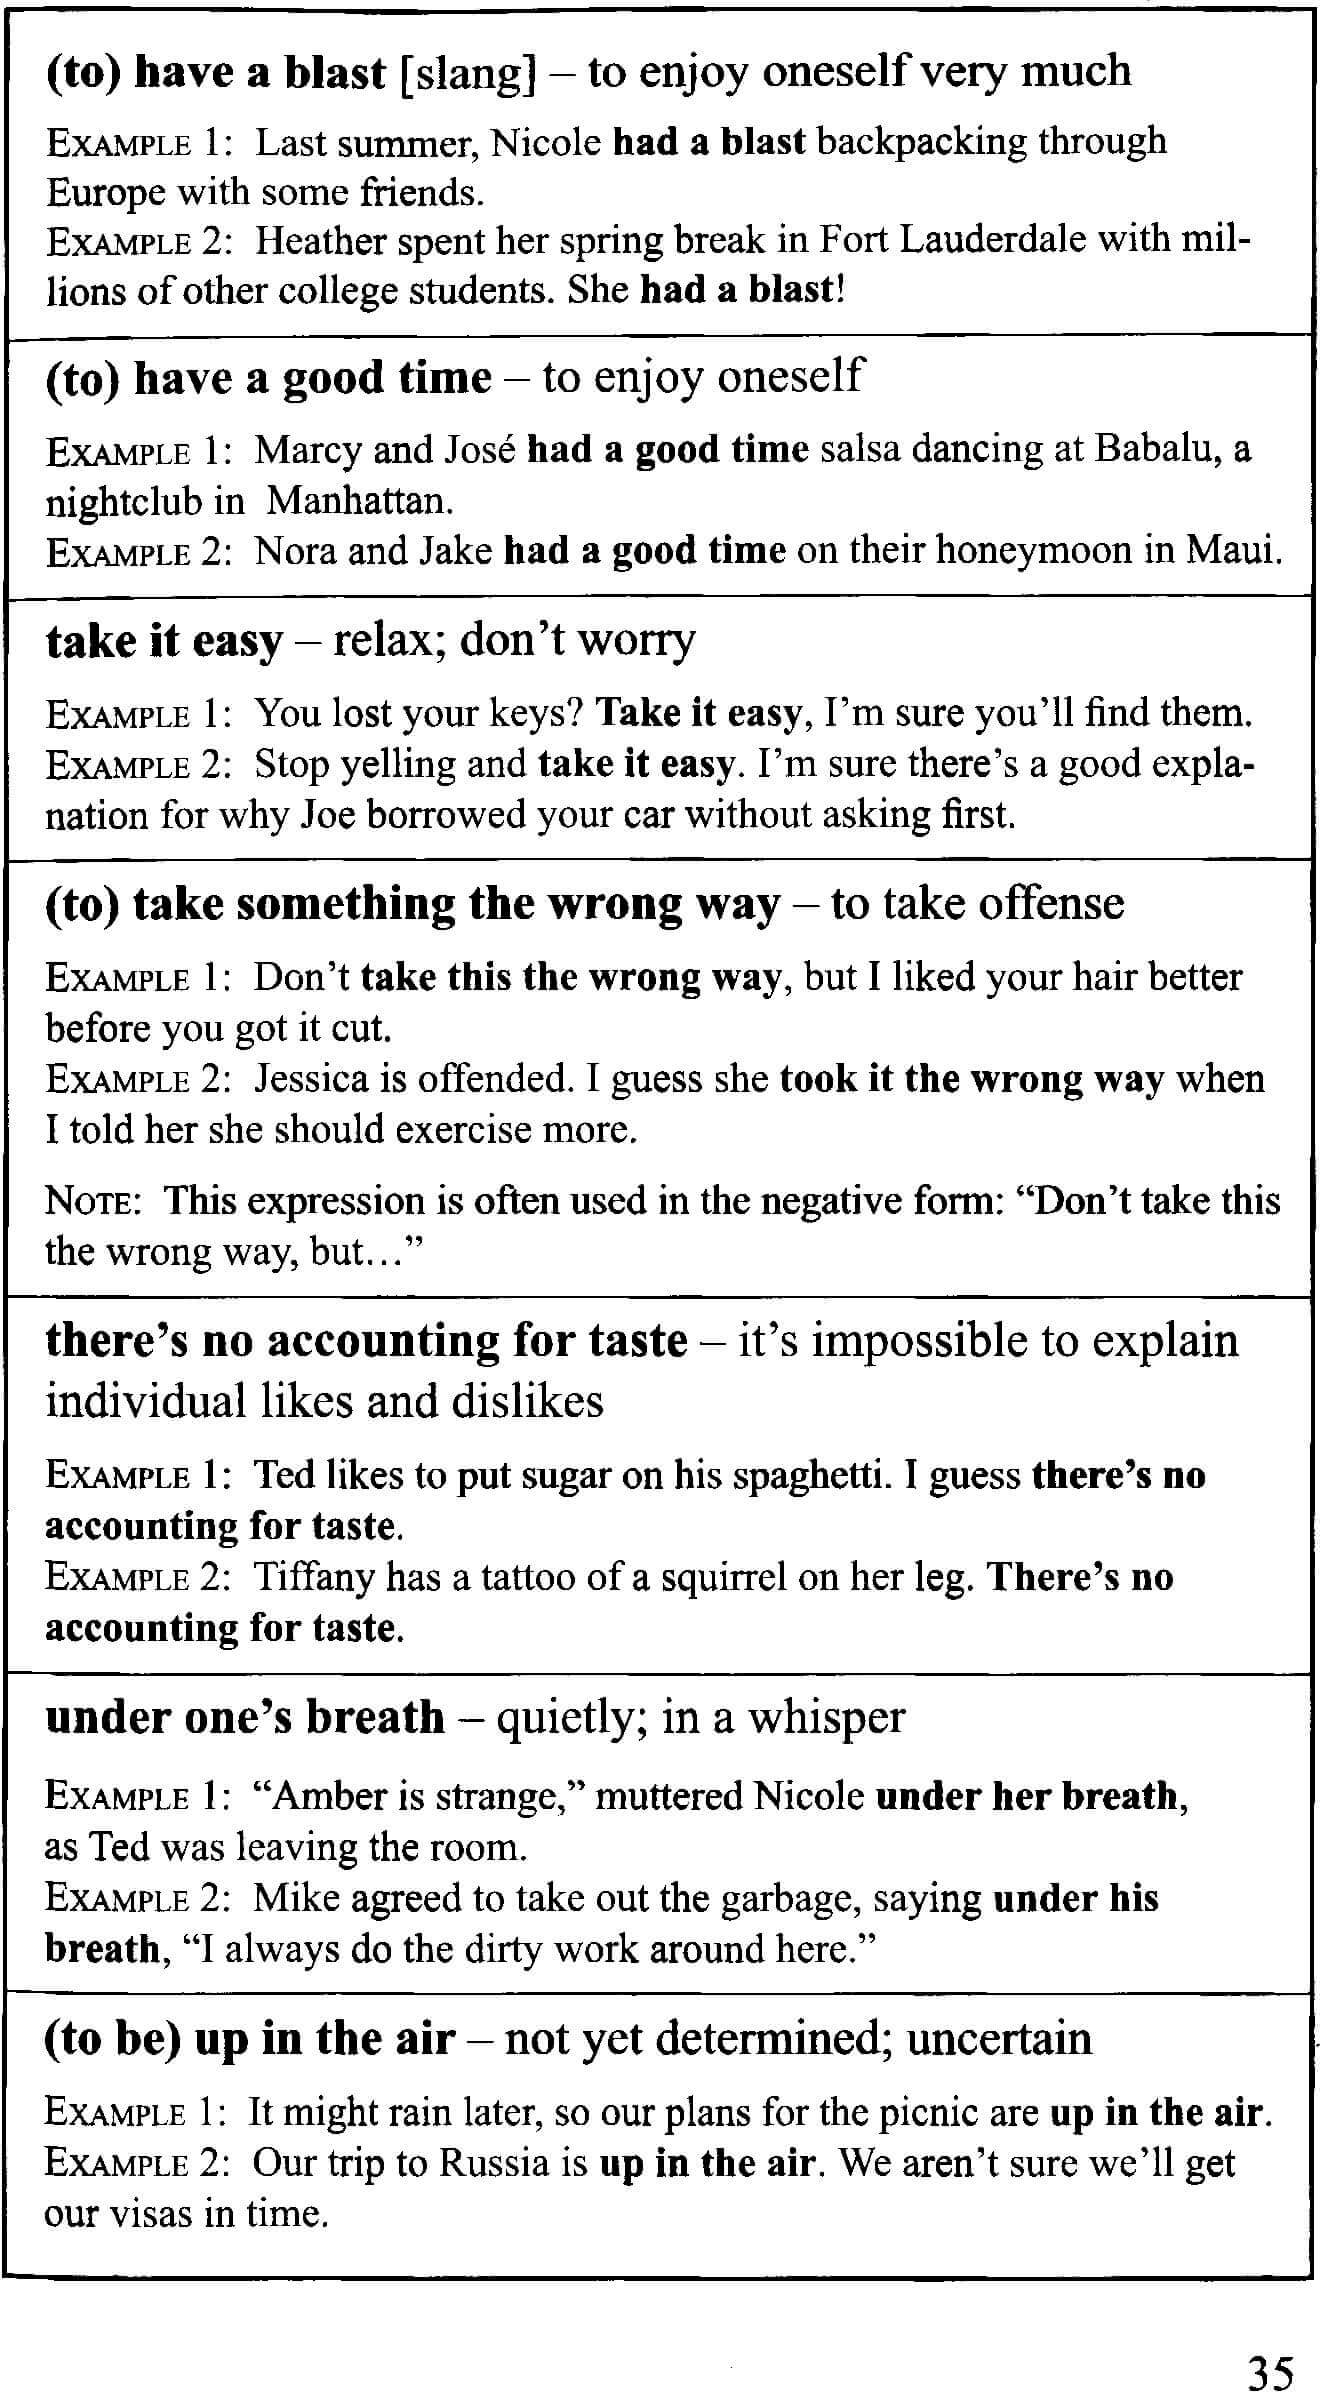 (to) have a blast [slang] – to enjoy oneself very much
EXAMPLE 1: Last summer, Nicole had a blast backpacking through
Europe with some friends.
EXAMPLE 2: Heather spent her spring break in Fort Lauderdale with mil-
lions of other college students. She had a blast!
(to) have a good time – to enjoy oneself
EXAMPLE 1: Marcy and José had a good time salsa dancing at Babalu, a
nightclub in Manhattan.
EXAMPLE 2: Nora and Jake had a good time on their honeymoon in Maui.
take it easy – relax; don’t worry
EXAMPLE 1: You lost your keys? Take it easy, I’m sure you’ll find them.
EXAMPLE 2: Stop yelling and take it easy. I’m sure there’s a good expla-
nation for why Joe borrowed your car without asking first.
(to) take something the wrong way – to take offense
EXAMPLE 1: Don’t take this the wrong way, but I liked your hair better
before you got it cut.
EXAMPLE 2: Jessica is offended. I guess she took it the wrong way when
I told her she should exercise more.
NOTE: This expression is often used in the negative form: “Don’t take this
the wrong way, but…”
there’s no accounting for taste – it’s impossible to explain
individual likes and dislikes
EXAMPLE 1: Ted likes to put sugar on his spaghetti. I guess there’s no
accounting for taste.
EXAMPLE 2: Tiffany has a tattoo of a squirrel on her leg. There’s no
accounting for taste.
under one’s breath – quietly; in a whisper
EXAMPLE 1: “Amber is strange,” muttered Nicole under her breath,
as Ted was leaving the room.
EXAMPLE 2: Mike agreed to take out the garbage, saying under his
breath, “I always do the dirty work around here.”
(to be) up in the air – not yet determined; uncertain
EXAMPLE 1: It might rain later, so our plans for the picnic are up in the air.
EXAMPLE 2: Our trip to Russia is up in the air. We aren’t sure we’ll get
our visas in time.
35